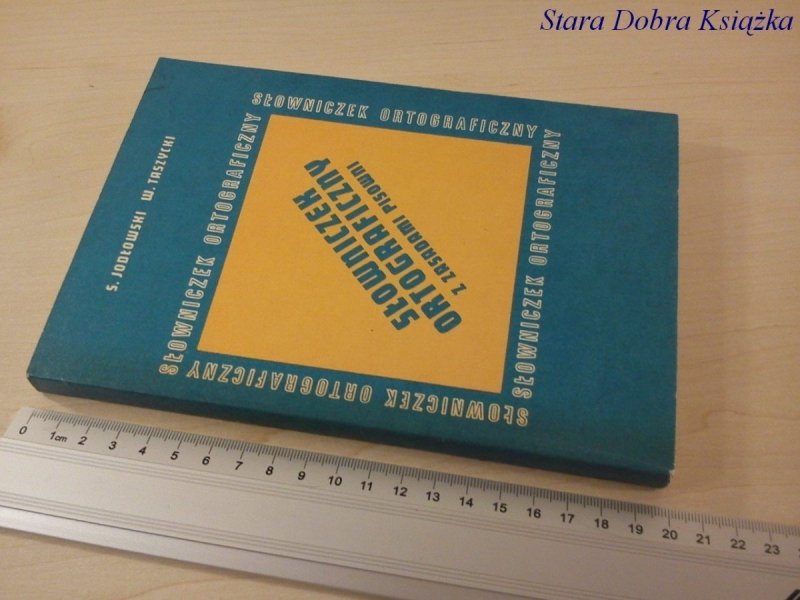 Stara Dobra Książka
S. JODŁOWSKI W. TASZYCKI
SŁOWNICZEK ORTOGRAFICZNY
SŁOWNICZEK ORTOGRAFICZNY
SŁOWNICZEK ORTOGRAFICZNY
SŁOWNICZEK ORTOGRAFICZNY
SŁOWNICZEK
ORTOGRAFICZNY
Z ZASADAMI PISOWNI
0 1cm 2 3 4 5 6 7 8 9 10 11 12 13 14 15 16 17 18 19 20 21 22 23